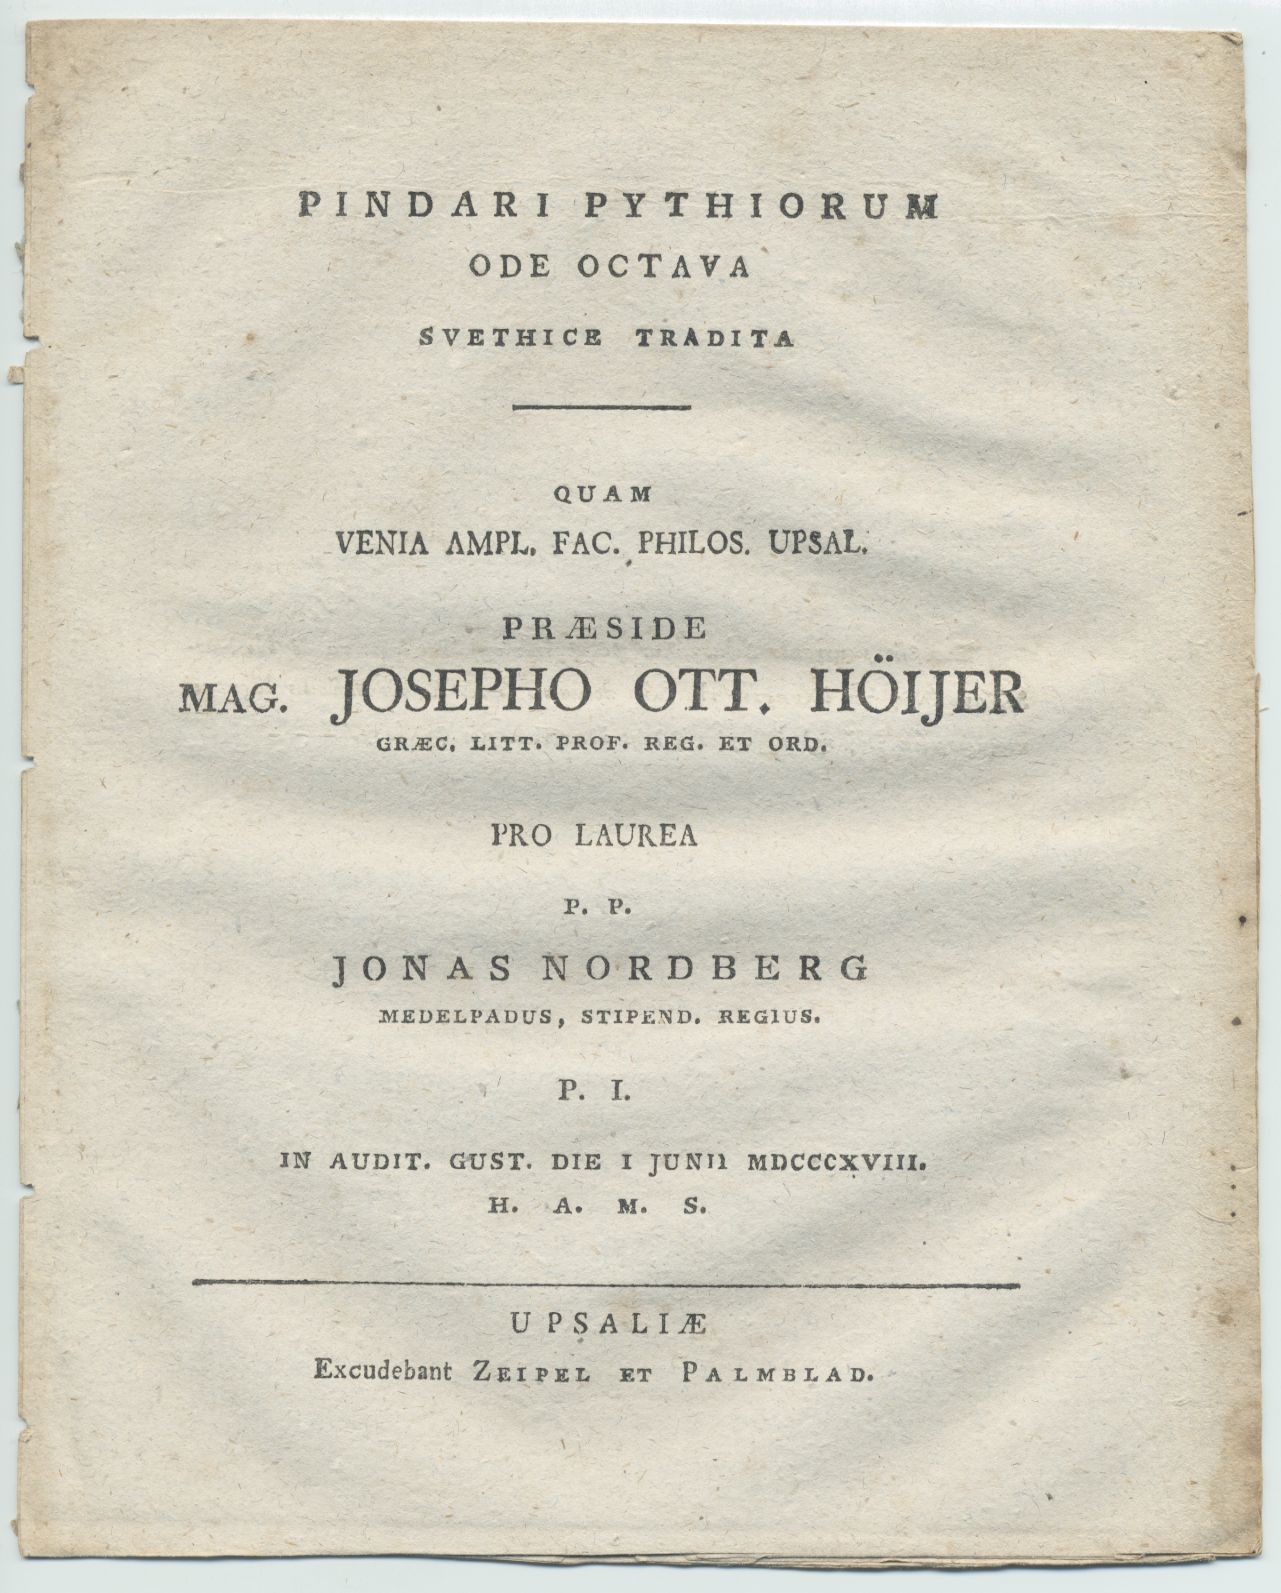 PINDARI PYTHIORUM
ODE OCTAVA
SVETHICE TRADITA
QUAM
VENIA AMPL. FAC. PHILOS. UPSAL.
PRÆSIDE
MAG. JOSEPHO OTT. HÖIJER
GRÆC. LITT. PROF. REG. ET ORD.
PRO LAUREA
P. P.
JONAS NORDBERG
MEDELPADUS, STIPEND. REGIUS.
P. I.
IN AUDIT. GUST. DIE I JUNII MDCCCXVIII.
H. A. M. S.
UPSALIÆ
Excudebant ZEIPEL ET PALMBLAD.